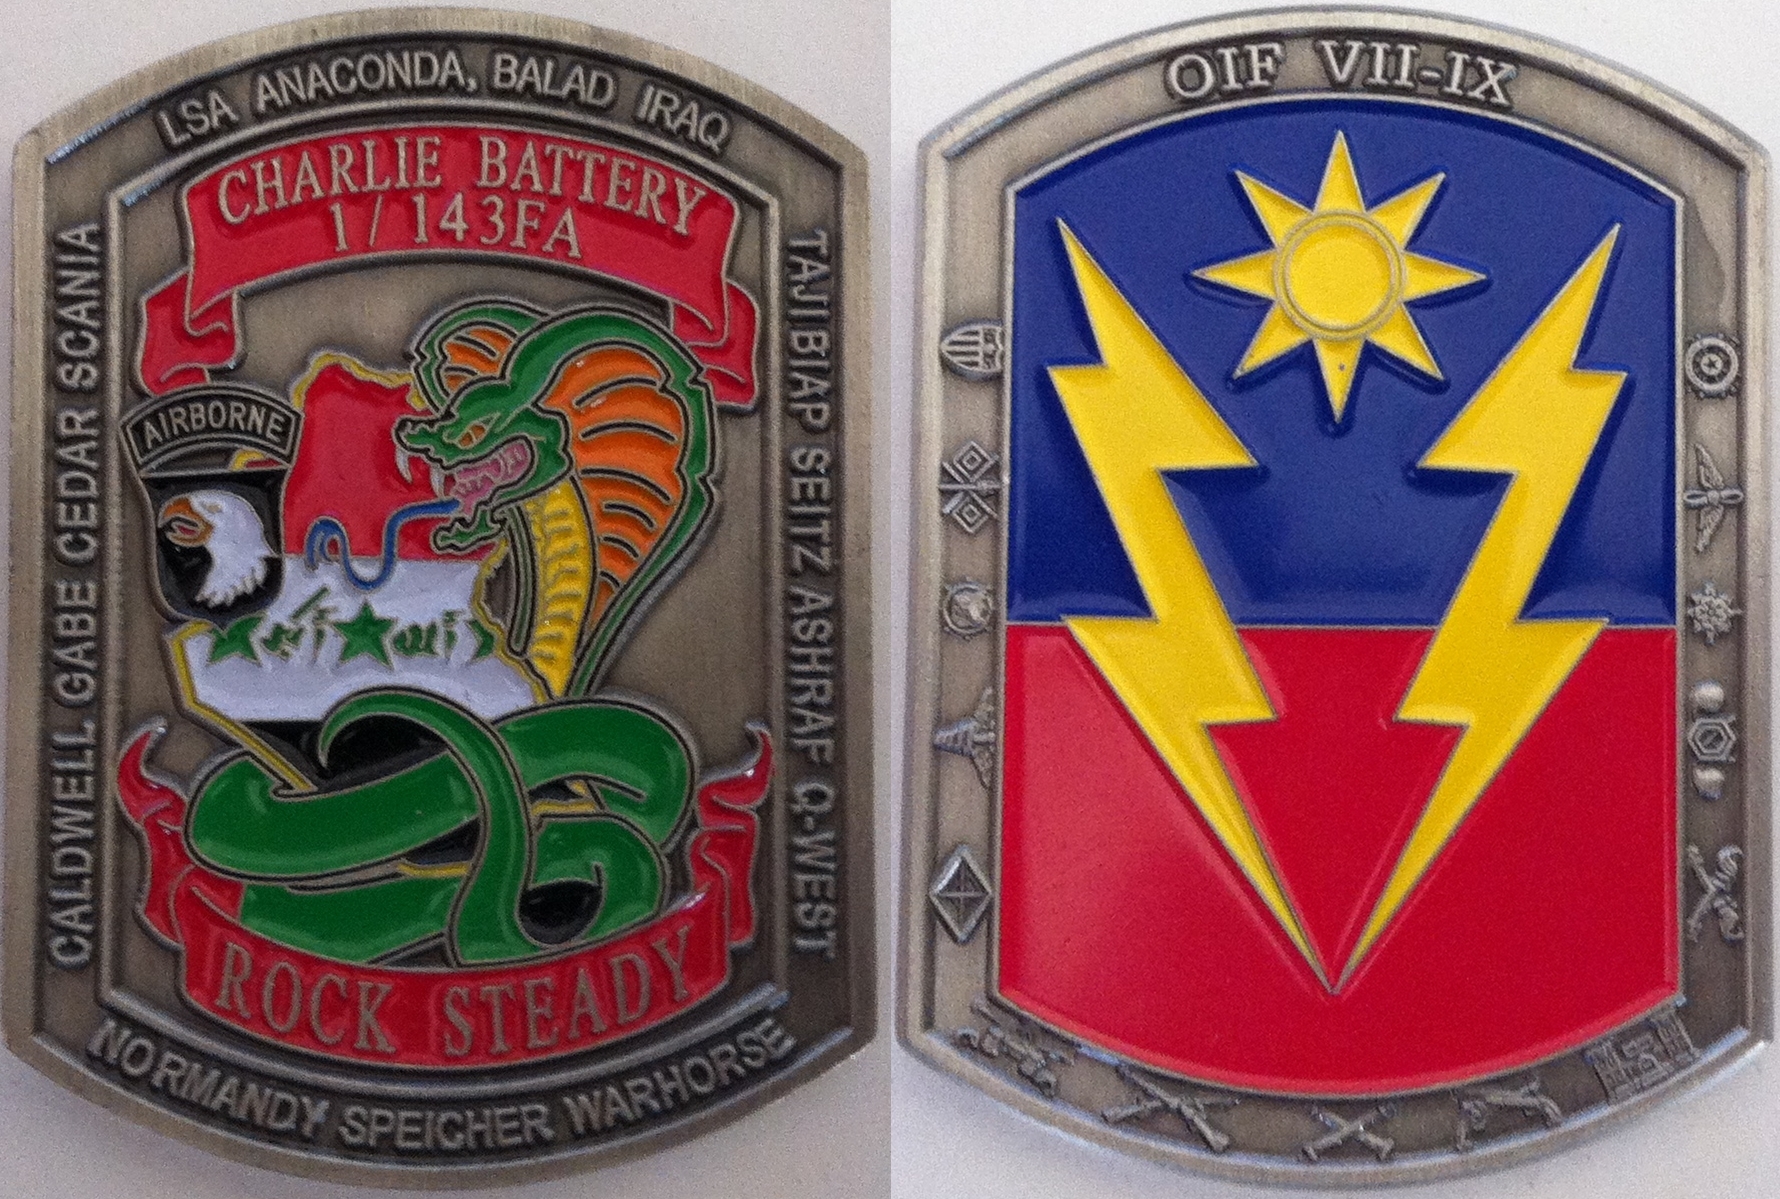 LSA ANACONDA, BALAD IRAQ
CHARLIE BATTERY
1/143FA
CALDWELL GABE CEDAR SCANIA
TAJI BIAP SEITZ ASHRAF Q-WEST
AIRBORNE
ROCK STEADY
NORMANDY SPEICHER WARHORSE
OIF VII-IX